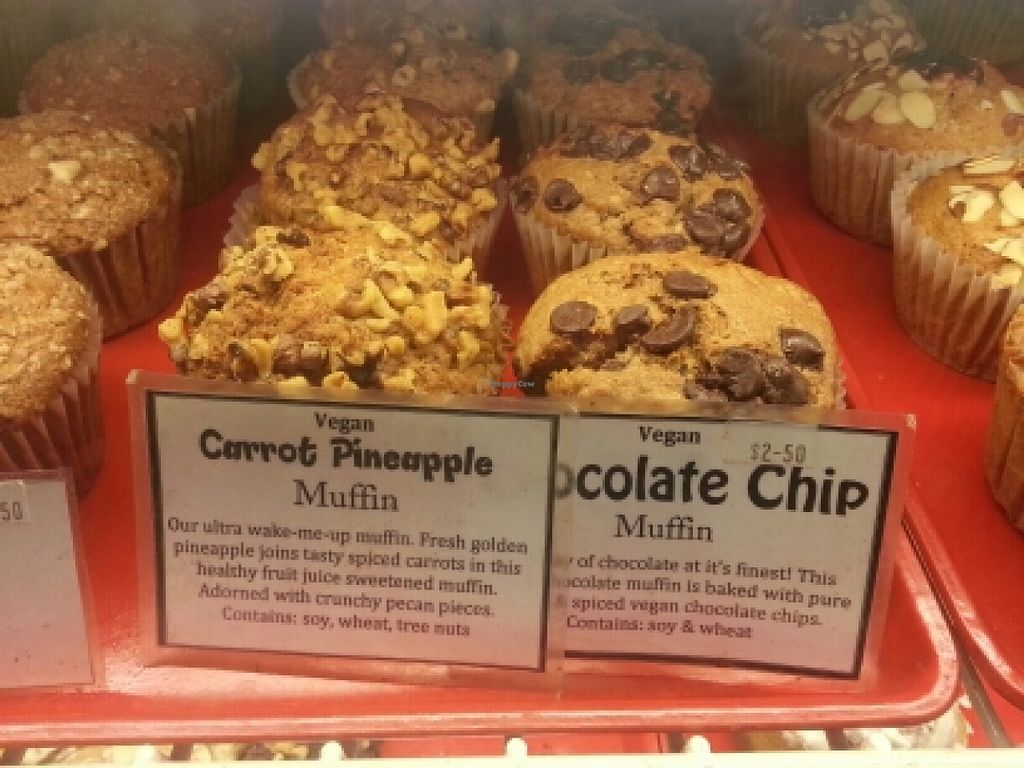 HappyCow
Vegan
Carrot Pineapple
Muffin
Our ultra wake-me-up muffin. Fresh golden
pineapple joins tasty spiced carrots in this
healthy fruit juice sweetened muffin.
Adorned with crunchy pecan pieces.
Contains: soy, wheat, tree nuts
Vegan
$2-50
ocolate Chip
Muffin
of chocolate at it's finest! This
ocolate muffin is baked with pure
spiced vegan chocolate chips.
Contains: soy & wheat
50